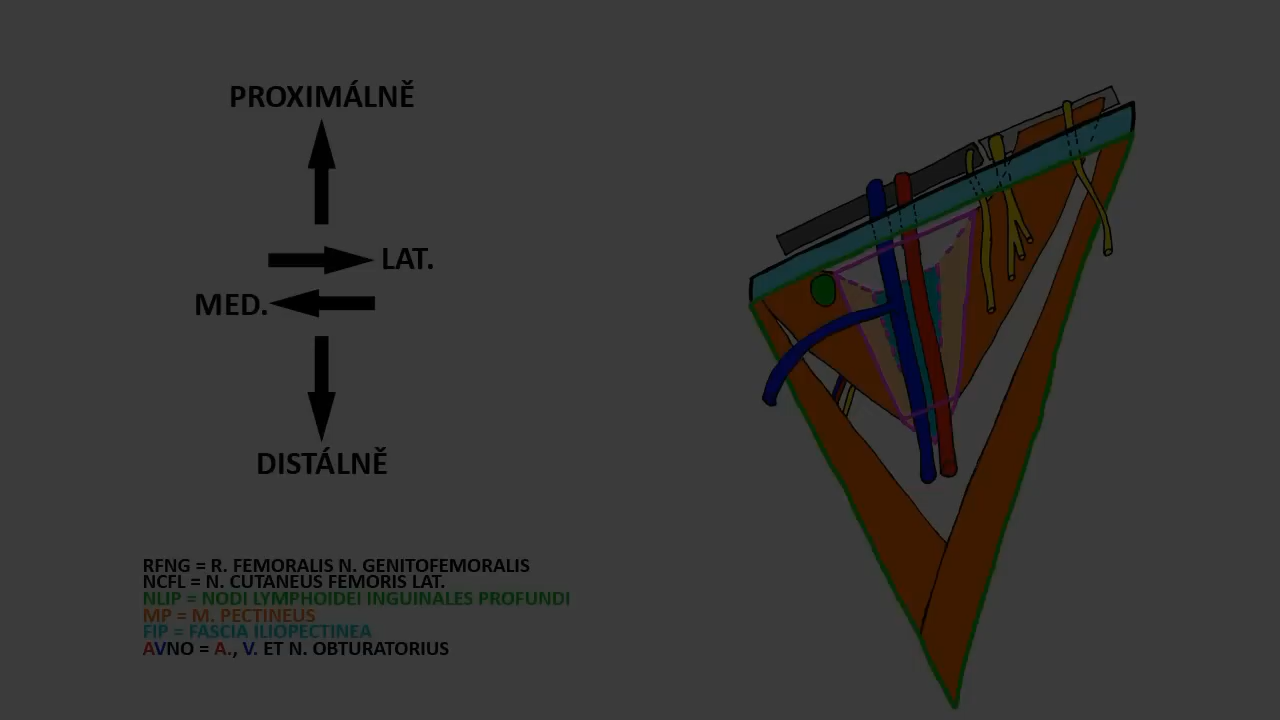 PROXIMÁLNĚ
LAT.
MED.
DISTÁLNĚ
RFNG = R. FEMORALIS N. GENITOFEMORALIS
NCFL = N. CUTANEUS FEMORIS LAT.
NLIP = NODI LYMPHOIDEI INGUINALES PROFUNDI
MP = M. PECTINEUS
FIP = FASCIA ILIOPECTINEA
AVNO = A., V. ET N. OBTURATORIUS